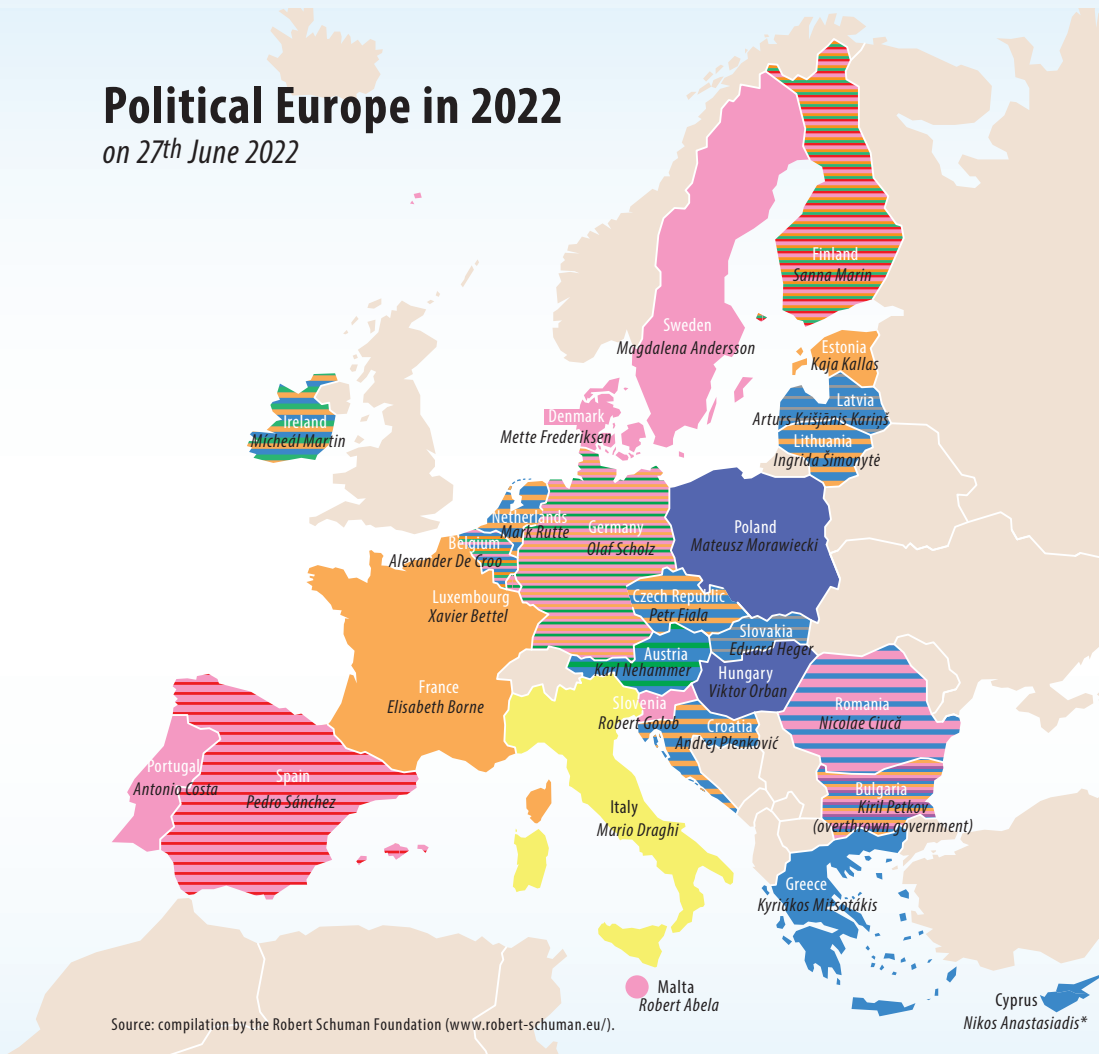 Political Europe in 2022
on 27th June 2022
Finland
Sanna Marin
Sweden
Magdalena Andersson
Estonia
Kaja Kallas
Latvia
Arturs Krišjānis Kariņš
Denmark
Mette Frederiksen
Ireland
Micheál Martin
Lithuania
Ingrida Šimonytė
Netherlands
Mark Rutte
Germany
Olaf Scholz
Poland
Mateusz Morawiecki
Belgium
Alexander De Croo
Luxembourg
Xavier Bettel
Czech Republic
Petr Fiala
Slovakia
Eduard Heger
Austria
Karl Nehammer
Hungary
Viktor Orban
France
Elisabeth Borne
Slovenia
Robert Golob
Croatia
Andrej Plenković
Romania
Nicolae Ciucă
Portugal
Antonio Costa
Spain
Pedro Sánchez
Italy
Mario Draghi
Bulgaria
Kiril Petkov
(overthrown government)
Greece
Kyriákos Mitsotákis
Malta
Robert Abela
Cyprus
Nikos Anastasiadis*
Source: compilation by the Robert Schuman Foundation (www.robert-schuman.eu/).